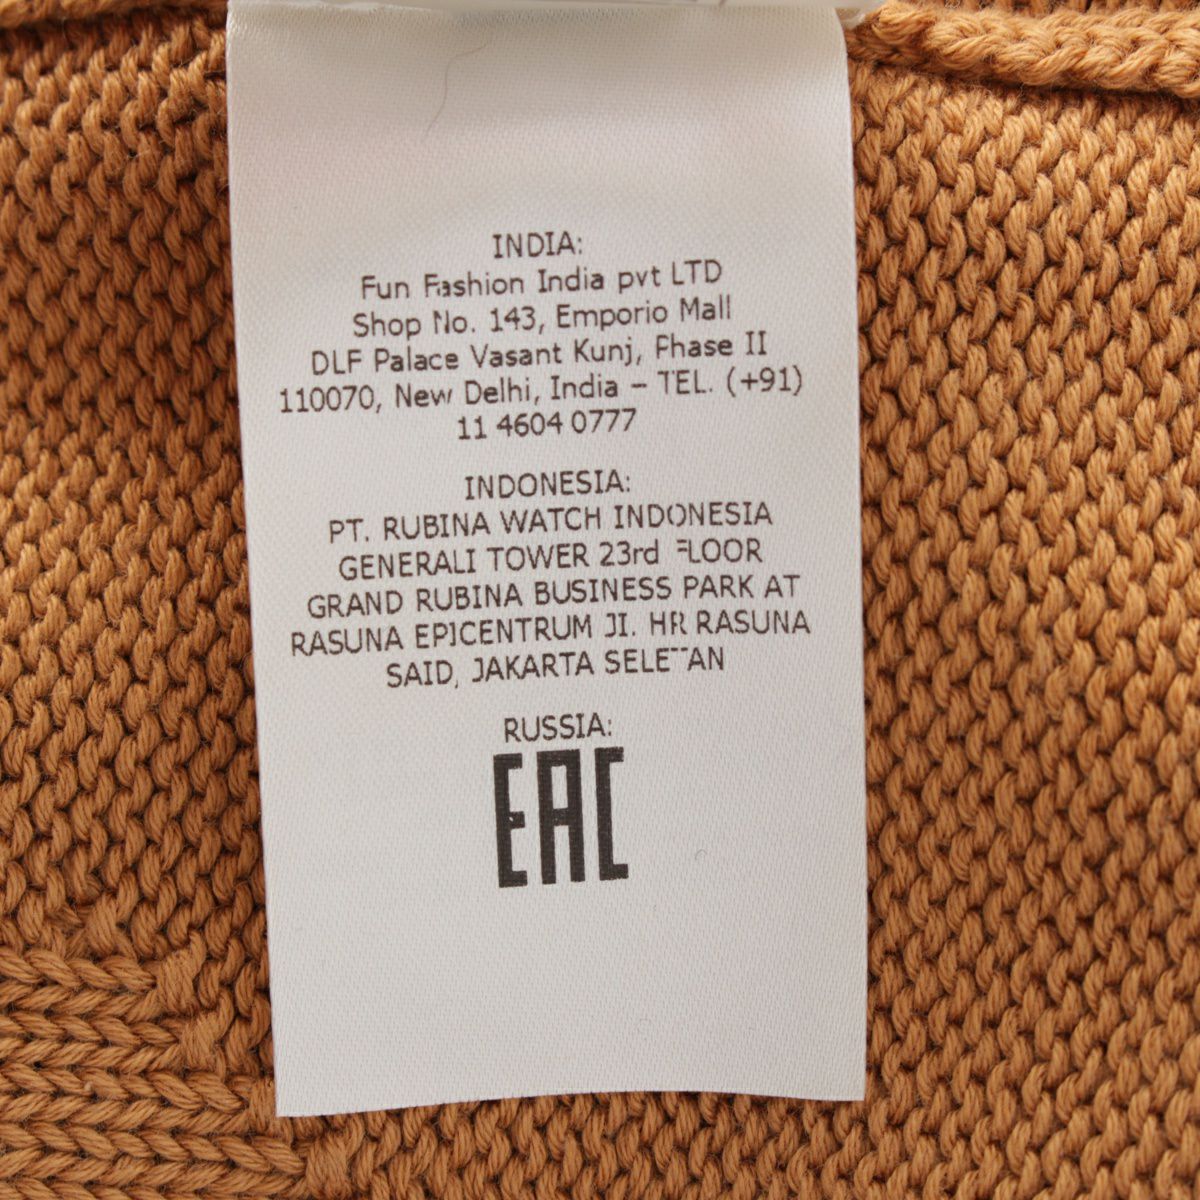 INDIA:
Fun Fashion India pvt LTD
Shop No. 143, Emporio Mall
DLF Palace Vasant Kunj, Phase II
110070, New Delhi, India – TEL. (+91)
11 4604 0777
INDONESIA:
PT. RUBINA WATCH INDONESIA
GENERALI TOWER 23rd FLOOR
GRAND RUBINA BUSINESS PARK AT
RASUNA EPICENTRUM JI. HR RASUNA
SAID, JAKARTA SELETAN
RUSSIA:
EAC